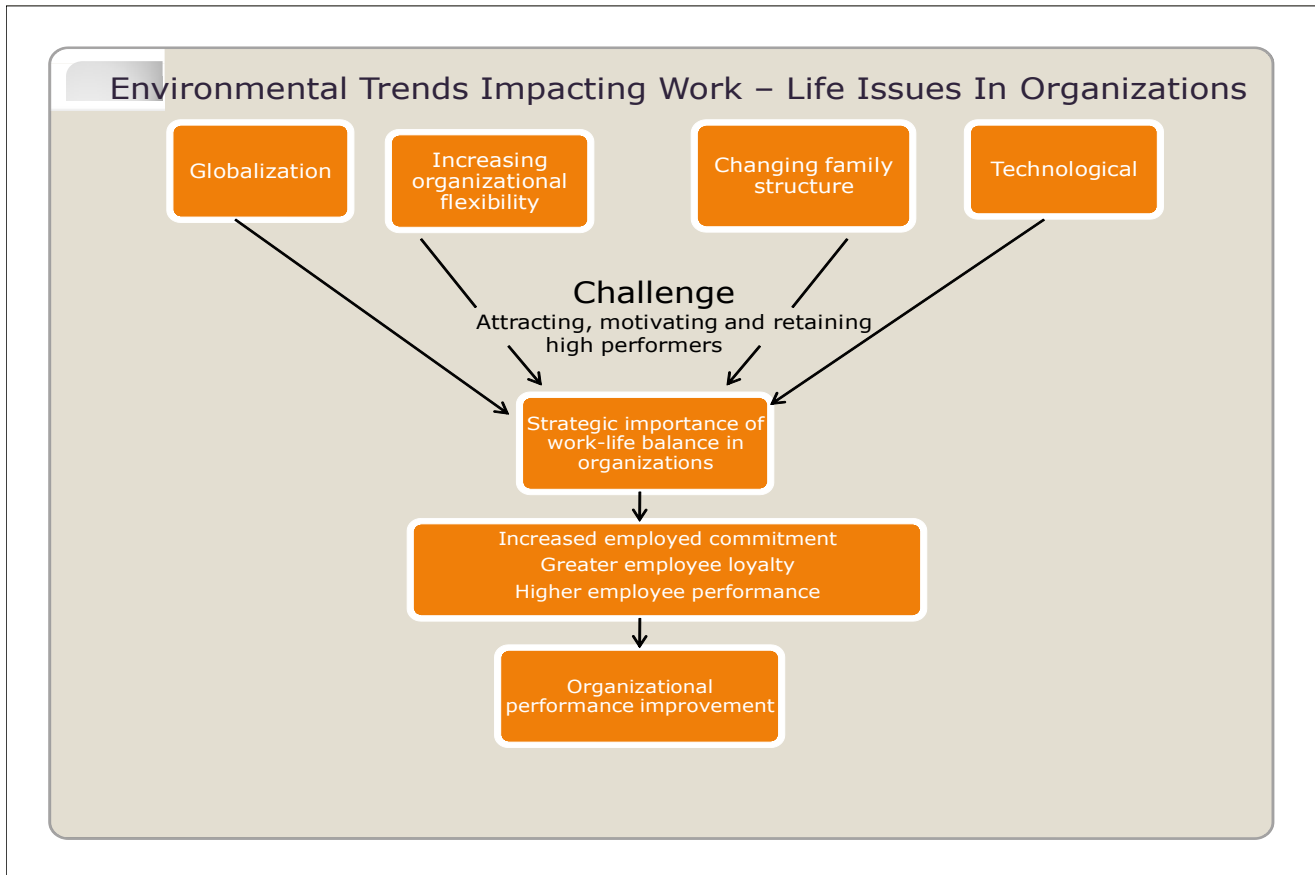 Environmental Trends Impacting Work – Life Issues In Organizations
Globalization
Increasing
organizational
flexibility
Changing family
structure
Technological
Challenge
Attracting, motivating and retaining
high performers
Strategic importance of
work-life balance in
organizations
Increased employed commitment
Greater employee loyalty
Higher employee performance
Organizational
performance improvement